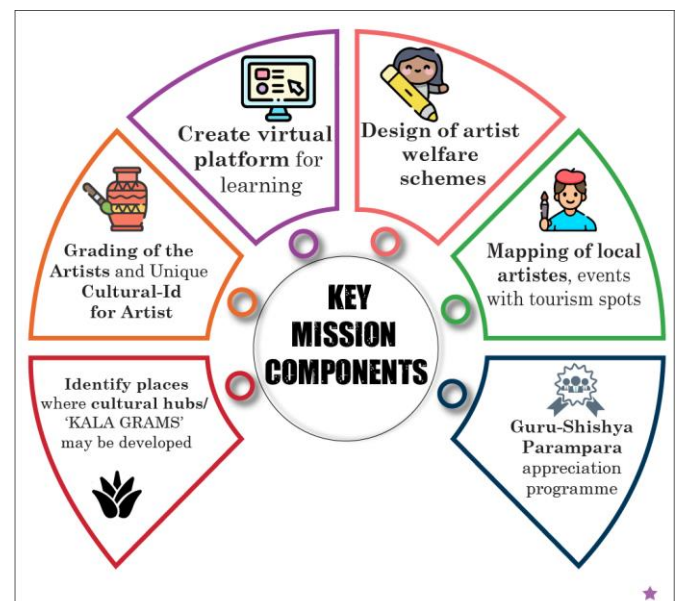 KEY
MISSION
COMPONENTS
Identify places
where cultural hubs/
‘KALA GRAMS’
may be developed
Grading of the
Artists and Unique
Cultural-Id
for Artist
Create virtual
platform for
learning
Design of artist
welfare
schemes
Mapping of local
artistes, events
with tourism spots
Guru-Shishya
Parampara
appreciation
programme